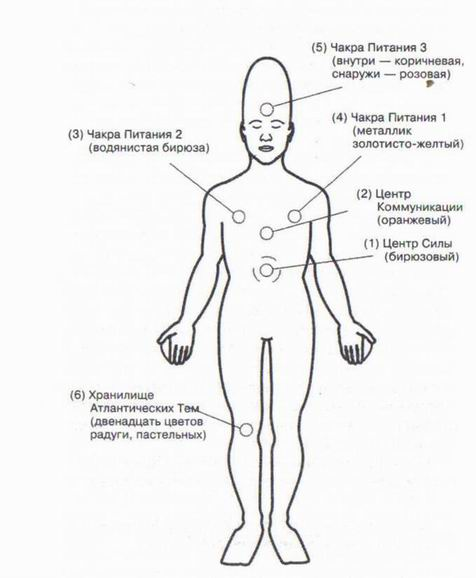 (5) Чакра Питания 3
(внутри — коричневая,
снаружи — розовая)
(4) Чакра Питания 1
(металлик
золотисто-желтый)
(3) Чакра Питания 2
(водянистая бирюза)
(2) Центр
Коммуникации
(оранжевый)
(1) Центр Силы
(бирюзовый)
(6) Хранилище
Атлантических Тем
(двенадцать цветов
радуги, пастельных)